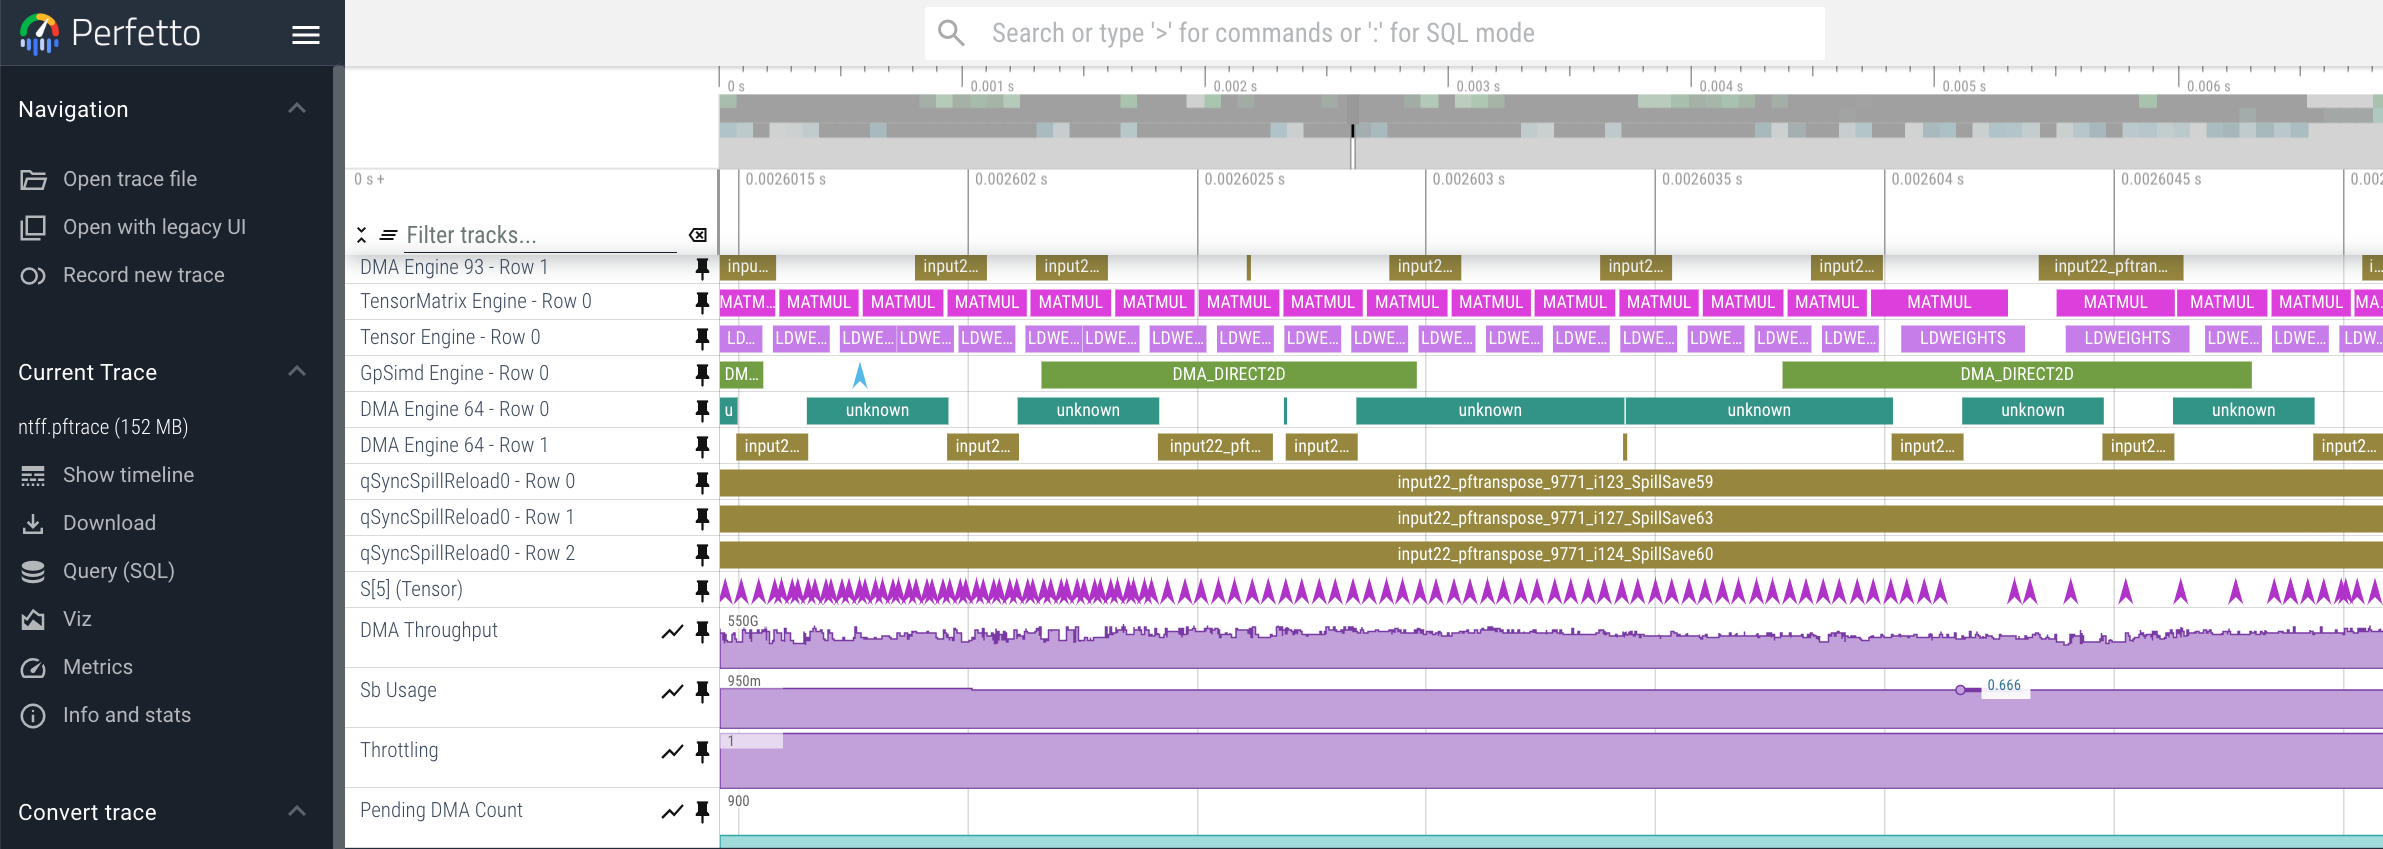 Perfetto
Search or type '>' for commands or ':' for SQL mode
Navigation
Open trace file
Open with legacy UI
Record new trace
Current Trace
ntff.pftrace (152 MB)
Show timeline
Download
Query (SQL)
Viz
Metrics
Info and stats
Convert trace
0 s 0.001 s 0.002 s 0.003 s 0.004 s 0.005 s 0.006 s
0 s + 0.0026015 s 0.002602 s 0.0026025 s 0.002603 s 0.0026035 s 0.002604 s 0.0026045 s 0.002
Filter tracks...
DMA Engine 93 - Row 1 inpu... input2... input2... input2... input2... input2... input22_pftran... i...
TensorMatrix Engine - Row 0 MATM... MATMUL MATMUL MATMUL MATMUL MATMUL MATMUL MATMUL MATMUL MATMUL MATMUL MATMUL MATMUL MATMUL MATMUL MATMUL MATMUL MATMUL MA...
Tensor Engine - Row 0 LD... LDWE... LDWE... LDWE... LDWE... LDWE... LDWE... LDWE... LDWE... LDWE... LDWE... LDWE... LDWE... LDWE... LDWE... LDWE... LDWE... LDWE... LDWEIGHTS LDWEIGHTS LDWE... LDWE... LDW...
GpSimd Engine - Row 0 DM... DMA_DIRECT2D DMA_DIRECT2D
DMA Engine 64 - Row 0 u unknown unknown unknown unknown unknown unknown
DMA Engine 64 - Row 1 input2... input2... input22_pft... input2... input2... input2... input2...
qSyncSpillReload0 - Row 0 input22_pftranspose_9771_i123_SpillSave59
qSyncSpillReload0 - Row 1 input22_pftranspose_9771_i127_SpillSave63
qSyncSpillReload0 - Row 2 input22_pftranspose_9771_i124_SpillSave60
S[5] (Tensor)
DMA Throughput 550G
Sb Usage 950m 0.666
Throttling 1
Pending DMA Count 900